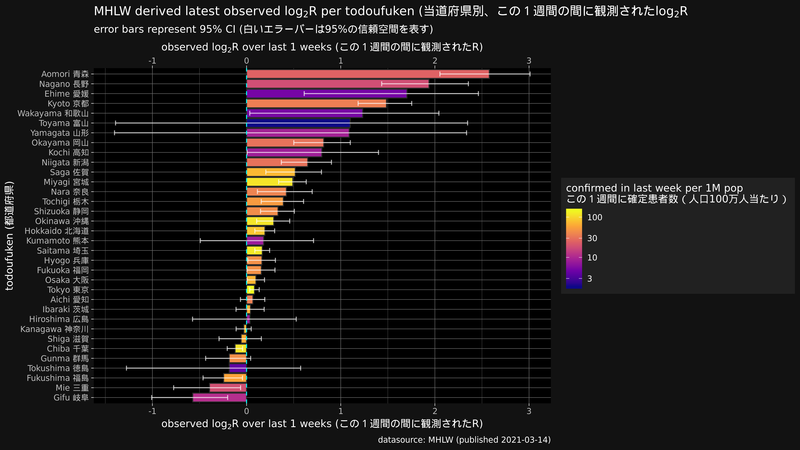 MHLW derived latest observed log2R per todoufuken (当道府県別、この１週間の間に観測されたlog2R
error bars represent 95% CI (白いエラーバーは95%の信頼空間を表す)
observed log2R over last 1 weeks (この１週間の間に観測されたR)
-1 0 1 2 3
todoufuken (都道府県)
Aomori 青森
Nagano 長野
Ehime 愛媛
Kyoto 京都
Wakayama 和歌山
Toyama 富山
Yamagata 山形
Okayama 岡山
Kochi 高知
Niigata 新潟
Saga 佐賀
Miyagi 宮城
Nara 奈良
Tochigi 栃木
Shizuoka 静岡
Okinawa 沖縄
Hokkaido 北海道
Kumamoto 熊本
Saitama 埼玉
Hyogo 兵庫
Fukuoka 福岡
Osaka 大阪
Tokyo 東京
Aichi 愛知
Ibaraki 茨城
Hiroshima 広島
Kanagawa 神奈川
Shiga 滋賀
Chiba 千葉
Gunma 群馬
Tokushima 徳島
Fukushima 福島
Mie 三重
Gifu 岐阜
-1 0 1 2 3
observed log2R over last 1 weeks (この１週間の間に観測されたR)
confirmed in last week per 1M pop
この１週間に確定患者数 ( 人口100万人当たり )
100
30
10
3
datasource: MHLW (published 2021-03-14)